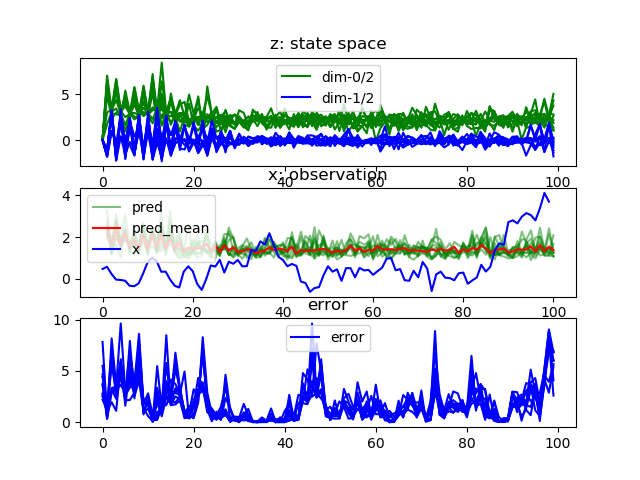 z: state space
dim-0/2
dim-1/2
5
0
0 20 40 60 80 100
x: observation
pred
pred_mean
x
4
2
0
0 20 40 60 80 100
error
error
10
5
0
0 20 40 60 80 100